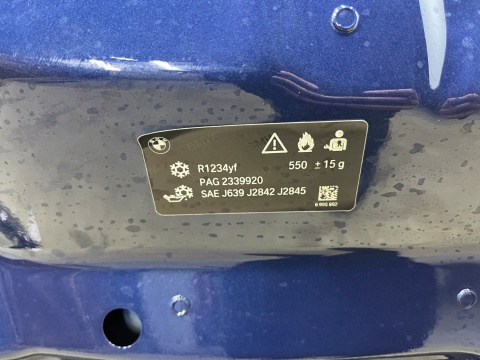 R1234yf 550 ± 15 g
PAG 2339920
SAE J639 J2842 J2845